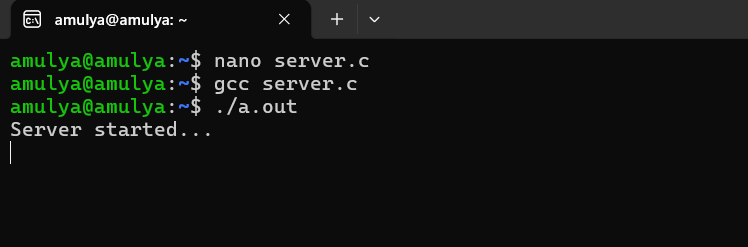 amulya@amulya: ~
amulya@amulya:~$ nano server.c
amulya@amulya:~$ gcc server.c
amulya@amulya:~$ ./a.out
Server started...